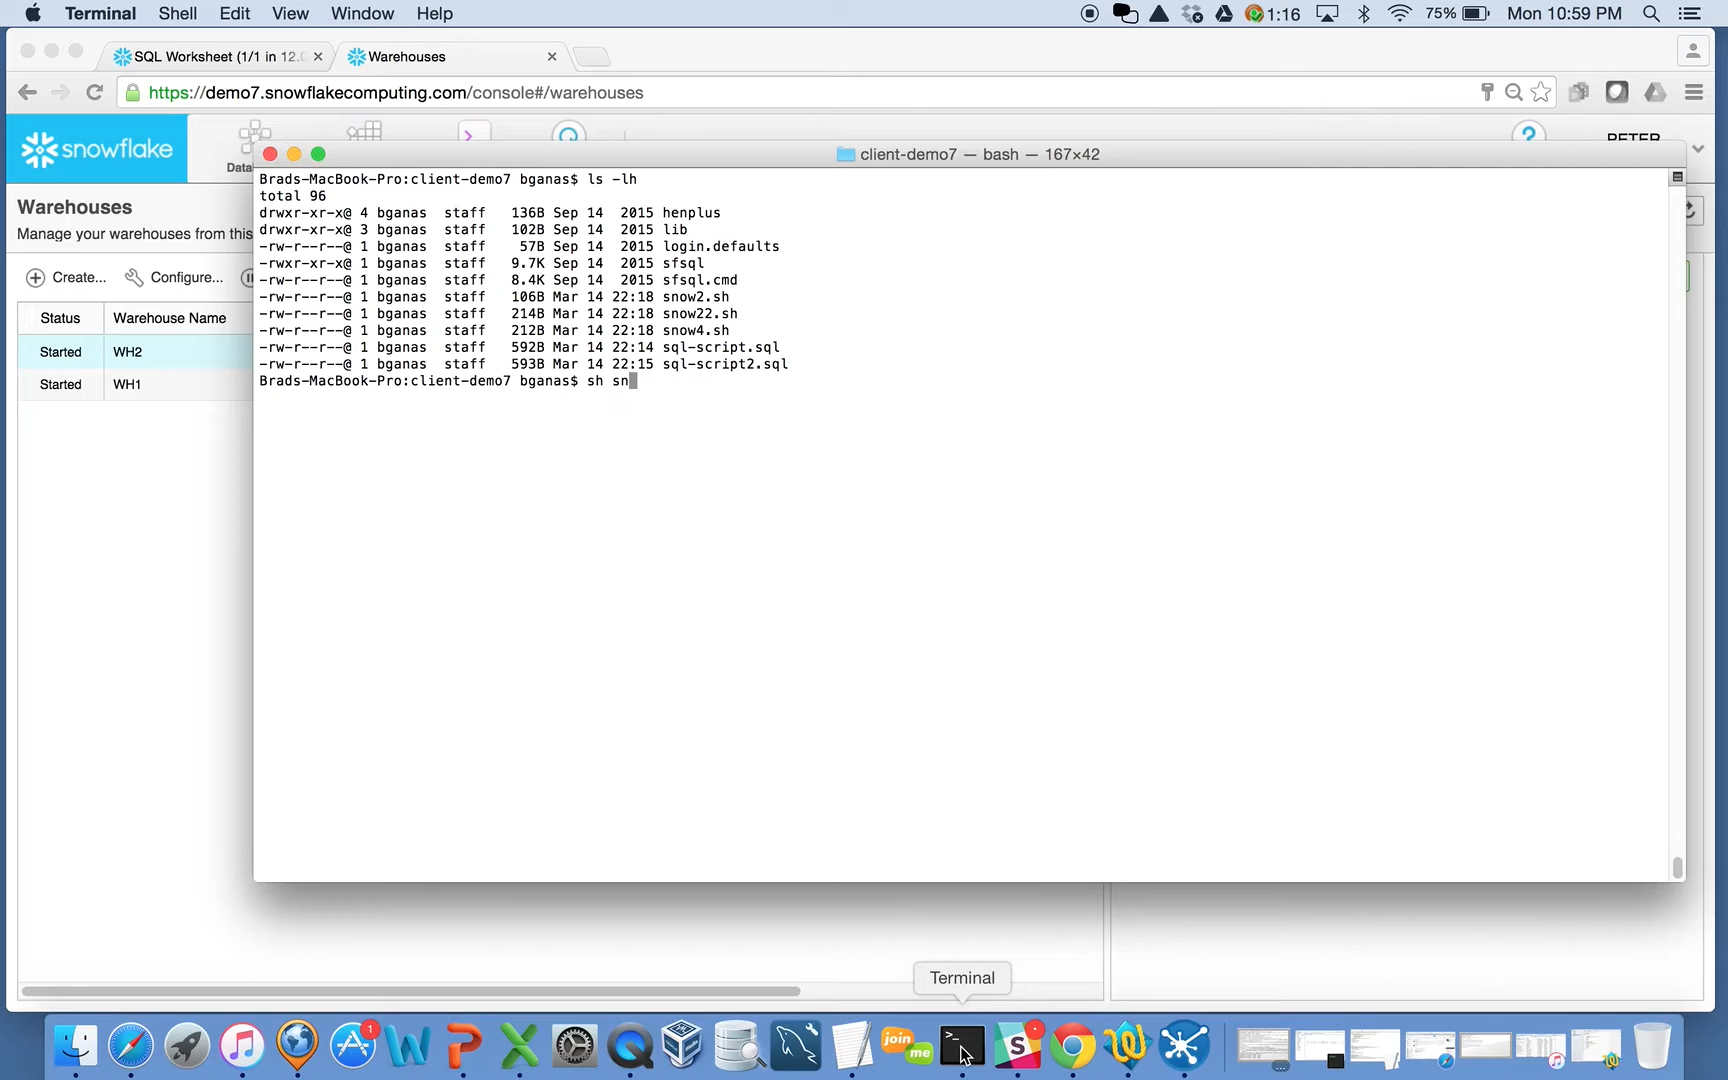 Terminal Shell Edit View Window Help 1:16 75% Mon 10:59 PM
SQL Worksheet (1/1 in 12.0 Warehouses
https://demo7.snowflakecomputing.com/console#/warehouses
snowflake
client-demo7 — bash — 167×42
Warehouses
Manage your warehouses from this
Create... Configure...
Status Warehouse Name
Started WH2
Started WH1
Brads-MacBook-Pro:client-demo7 bganas$ ls -lh
total 96
drwxr-xr-x@ 4 bganas staff 136B Sep 14 2015 henplus
drwxr-xr-x@ 3 bganas staff 102B Sep 14 2015 lib
-rw-r--r--@ 1 bganas staff 57B Sep 14 2015 login.defaults
-rwxr-xr-x@ 1 bganas staff 9.7K Sep 14 2015 sfsql
-rw-r--r--@ 1 bganas staff 8.4K Sep 14 2015 sfsql.cmd
-rw-r--r--@ 1 bganas staff 106B Mar 14 22:18 snow2.sh
-rw-r--r--@ 1 bganas staff 214B Mar 14 22:18 snow22.sh
-rw-r--r--@ 1 bganas staff 212B Mar 14 22:18 snow4.sh
-rw-r--r--@ 1 bganas staff 592B Mar 14 22:14 sql-script.sql
-rw-r--r--@ 1 bganas staff 593B Mar 14 22:15 sql-script2.sql
Brads-MacBook-Pro:client-demo7 bganas$ sh sn
Terminal
1
join
me